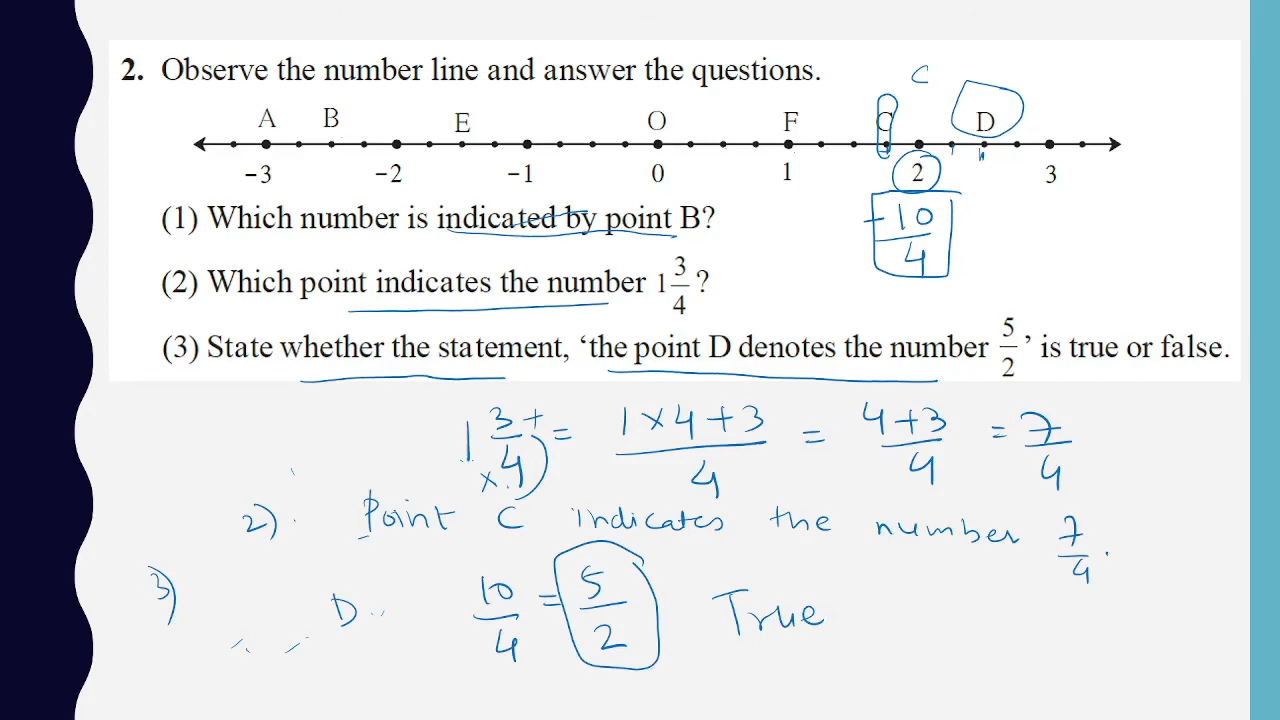 2. Observe the number line and answer the questions.
C
A B E O F C D
−3 −2 −1 0 1 2 3
(1) Which number is indicated by point B?
-10/4
(2) Which point indicates the number 1 3/4 ?
(3) State whether the statement, ‘the point D denotes the number 5/2 ’ is true or false.
1 3/4 = 1 × 4 + 3 / 4 = 4 + 3 / 4 = 7/4
2) Point C indicates the number 7/4.
3) D 10/4 = 5/2 True